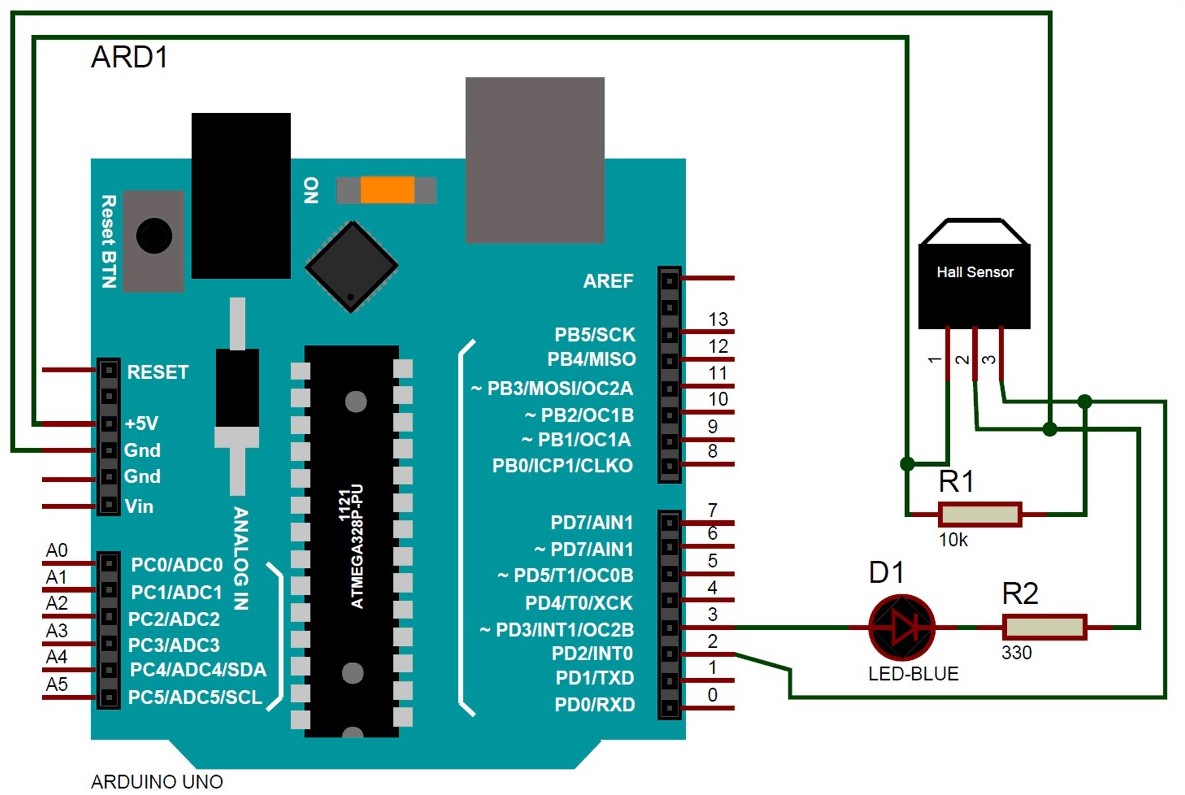 ARD1
Reset BTN
ON
RESET
+5V
Gnd
Gnd
Vin
A0
A1
A2
A3
A4
A5
PC0/ADC0
PC1/ADC1
PC2/ADC2
PC3/ADC3
PC4/ADC4/SDA
PC5/ADC5/SCL
ANALOG IN
1121
ATMEGA328P-PU
AREF
PB5/SCK
PB4/MISO
~ PB3/MOSI/OC2A
~ PB2/OC1B
~ PB1/OC1A
PB0/ICP1/CLKO
13
12
11
10
9
8
PD7/AIN1
~ PD7/AIN1
~ PD5/T1/OC0B
PD4/T0/XCK
~ PD3/INT1/OC2B
PD2/INT0
PD1/TXD
PD0/RXD
7
6
5
4
3
2
1
0
Hall Sensor
1
2
3
R1
10k
D1
LED-BLUE
R2
330
ARDUINO UNO